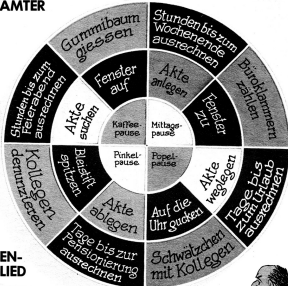 ÄMTER
Gummibaum
giessen
Stunden bis zum
Wochenende
ausrechnen
Stunden bis zum
Feierabend
ausrechnen
Fenster
auf
Akte
anlegen
Büroklammern
zählen
Akte
suchen
Kaffee-
pause
Mittags-
pause
Fenster
zu
Kollegen
denunzieren
Bleistift
spitzen
Pinkel-
pause
Popel-
pause
Akte
weglegen
Tage bis
zum Urlaub
ausrechnen
Akte
ablegen
Auf die
Uhr gucken
Tage bis zur
Pensionierung
ausrechnen
Schwätzchen
mit Kollegen
EN-
LIED